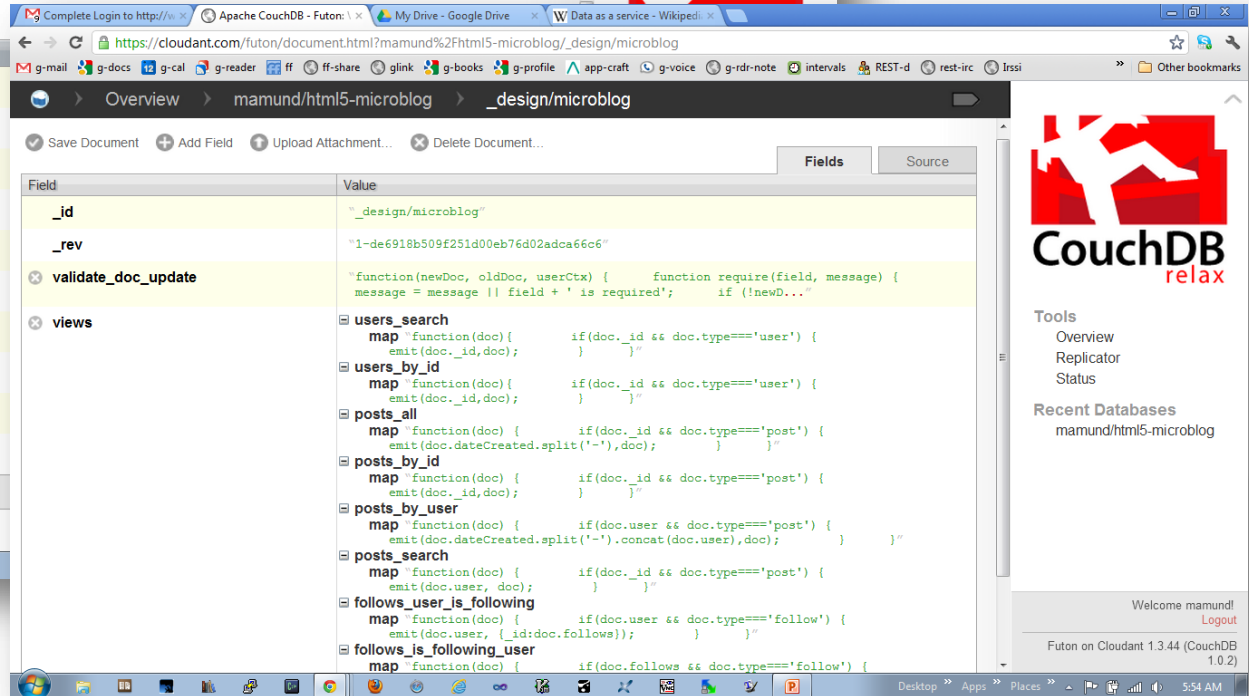 Complete Login to http://w
Apache CouchDB - Futon: \
My Drive - Google Drive
Data as a service - Wikipedi
https://cloudant.com/futon/document.html?mamund%2Fhtml5-microblog/_design/microblog
g-mail g-docs g-cal g-reader ff ff-share glink g-books g-profile app-craft g-voice g-rdr-note intervals REST-d rest-irc Irssi » Other bookmarks
Overview mamund/html5-microblog _design/microblog
Save Document Add Field Upload Attachment... Delete Document...
Fields Source
Field Value
_id "_design/microblog"
_rev "1-de6918b509f251d00eb76d02adca66c6"
validate_doc_update "function(newDoc, oldDoc, userCtx) { function require(field, message) {
message = message || field + ' is required'; if (!newD..."
views users_search
map "function(doc){ if(doc._id && doc.type==='user') {
emit(doc._id,doc); } }"
users_by_id
map "function(doc){ if(doc._id && doc.type==='user') {
emit(doc._id,doc); } }"
posts_all
map "function(doc) { if(doc._id && doc.type==='post') {
emit(doc.dateCreated.split('-'),doc); } }"
posts_by_id
map "function(doc) { if(doc._id && doc.type==='post') {
emit(doc._id,doc); } }"
posts_by_user
map "function(doc) { if(doc.user && doc.type==='post') {
emit(doc.dateCreated.split('-').concat(doc.user),doc); } }"
posts_search
map "function(doc) { if(doc._id && doc.type==='post') {
emit(doc.user, doc); } }"
follows_user_is_following
map "function(doc) { if(doc.user && doc.type==='follow') {
emit(doc.user, {_id:doc.follows}); } }"
follows_is_following_user
map "function(doc) { if(doc.follows && doc.type==='follow') {
CouchDB
relax
Tools
Overview
Replicator
Status
Recent Databases
mamund/html5-microblog
Welcome mamund!
Logout
Futon on Cloudant 1.3.44 (CouchDB
1.0.2)
Desktop » Apps » Places » 5:54 AM